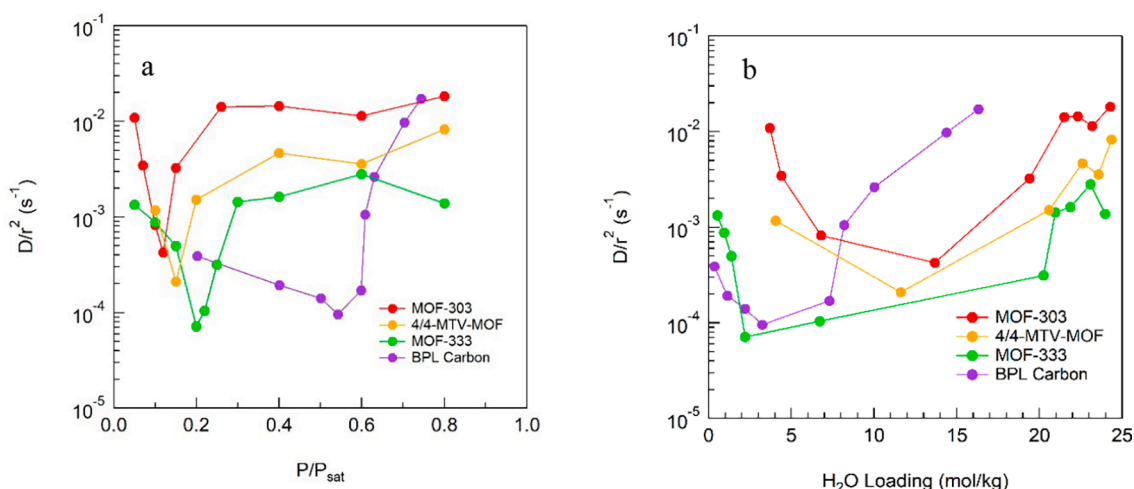 a
10⁻¹
10⁻²
10⁻³
10⁻⁴
10⁻⁵
D/r² (s⁻¹)
MOF-303
4/4-MTV-MOF
MOF-333
BPL Carbon
0.0 0.2 0.4 0.6 0.8 1.0
P/Psat
b
10⁻¹
10⁻²
10⁻³
10⁻⁴
10⁻⁵
D/r² (s⁻¹)
MOF-303
4/4-MTV-MOF
MOF-333
BPL Carbon
0 5 10 15 20 25
H₂O Loading (mol/kg)